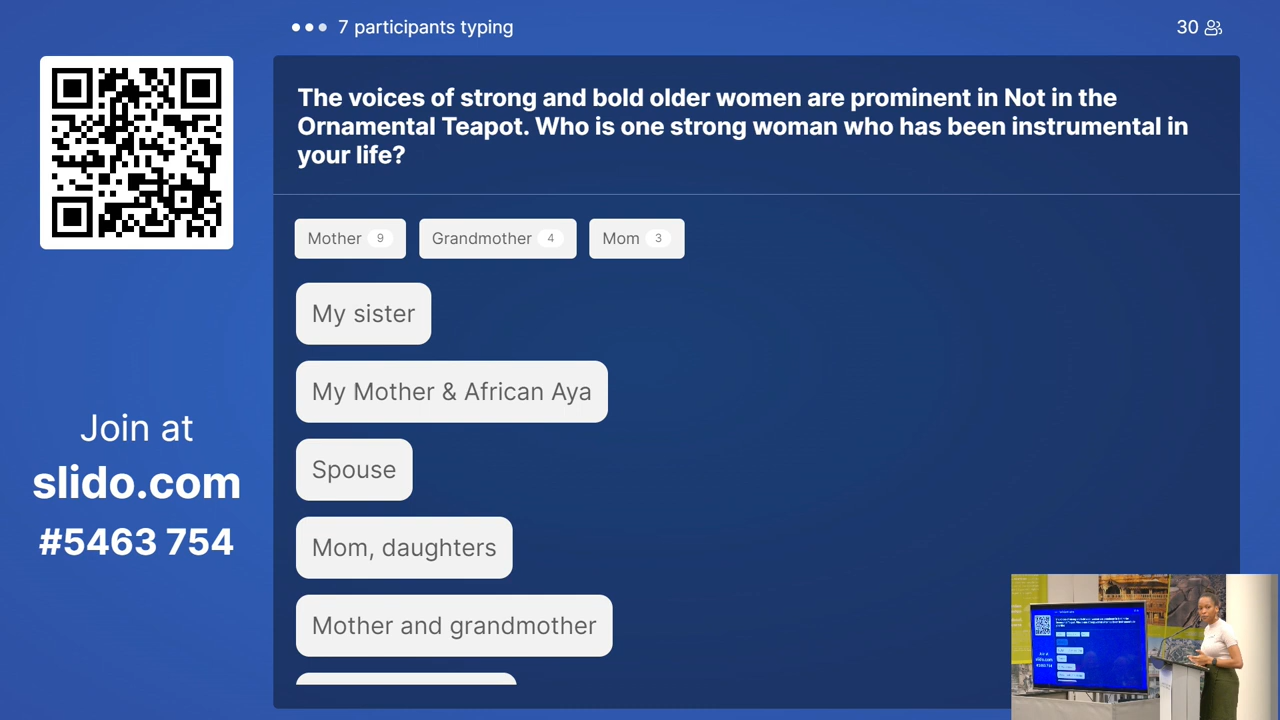 7 participants typing
30
The voices of strong and bold older women are prominent in Not in the
Ornamental Teapot. Who is one strong woman who has been instrumental in
your life?
Mother 9
Grandmother 4
Mom 3
My sister
My Mother & African Aya
Spouse
Mom, daughters
Mother and grandmother
Join at
slido.com
#5463 754